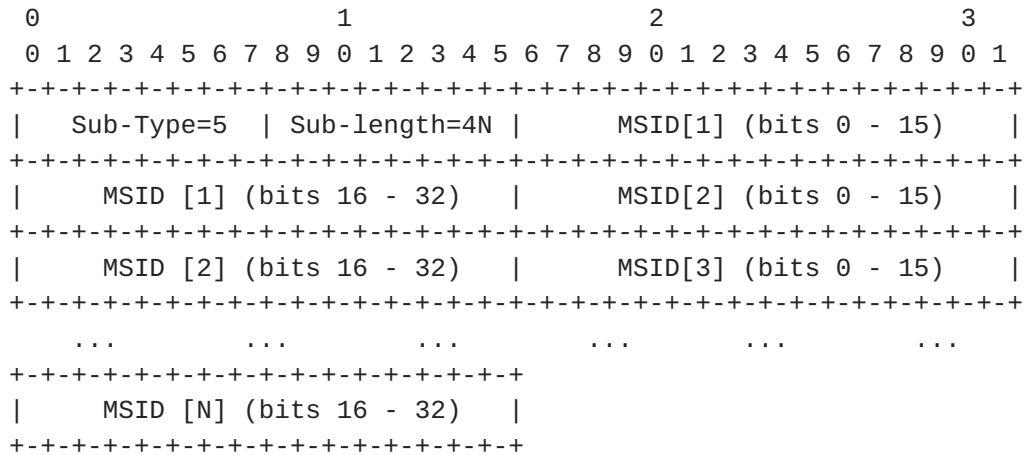 0                   1                   2                   3
 0 1 2 3 4 5 6 7 8 9 0 1 2 3 4 5 6 7 8 9 0 1 2 3 4 5 6 7 8 9 0 1
+-+-+-+-+-+-+-+-+-+-+-+-+-+-+-+-+-+-+-+-+-+-+-+-+-+-+-+-+-+-+-+-+
|   Sub-Type=5  | Sub-length=4N |      MSID[1] (bits 0 - 15)    |
+-+-+-+-+-+-+-+-+-+-+-+-+-+-+-+-+-+-+-+-+-+-+-+-+-+-+-+-+-+-+-+-+
|     MSID [1] (bits 16 - 32)   |      MSID[2] (bits 0 - 15)    |
+-+-+-+-+-+-+-+-+-+-+-+-+-+-+-+-+-+-+-+-+-+-+-+-+-+-+-+-+-+-+-+-+
|     MSID [2] (bits 16 - 32)   |      MSID[3] (bits 0 - 15)    |
+-+-+-+-+-+-+-+-+-+-+-+-+-+-+-+-+-+-+-+-+-+-+-+-+-+-+-+-+-+-+-+-+
    ...        ...        ...        ...       ...        ...
+-+-+-+-+-+-+-+-+-+-+-+-+-+-+-+-+
|     MSID [N] (bits 16 - 32)   |
+-+-+-+-+-+-+-+-+-+-+-+-+-+-+-+-+